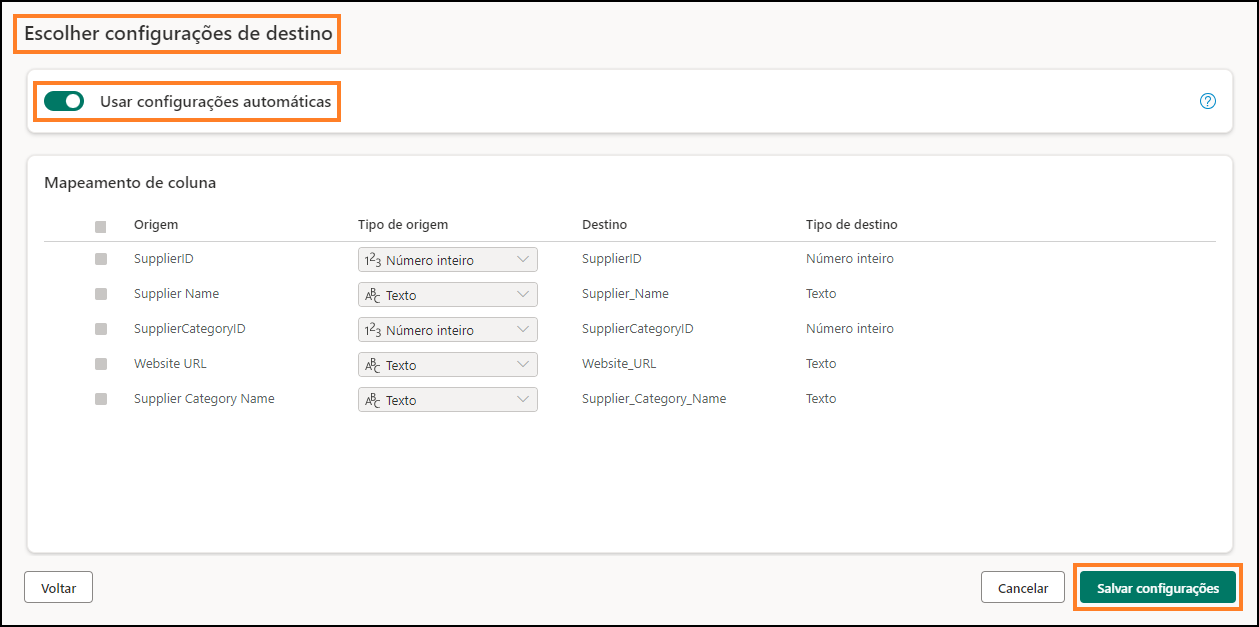 Escolher configurações de destino
Usar configurações automáticas
Mapeamento de coluna
Origem Tipo de origem Destino Tipo de destino
SupplierID 123 Número inteiro SupplierID Número inteiro
Supplier Name ABC Texto Supplier_Name Texto
SupplierCategoryID 123 Número inteiro SupplierCategoryID Número inteiro
Website URL ABC Texto Website_URL Texto
Supplier Category Name ABC Texto Supplier_Category_Name Texto
Voltar Cancelar Salvar configurações